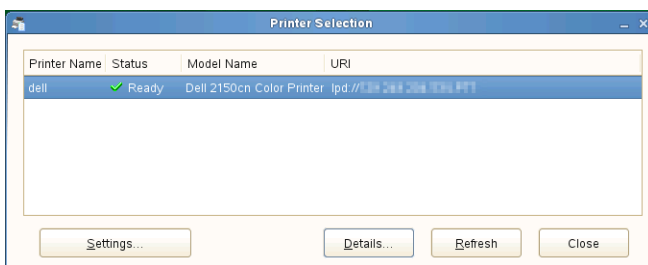 Printer Selection
Printer Name Status Model Name URI
dell Ready Dell 2150cn Color Printer lpd://
Settings... Details... Refresh Close